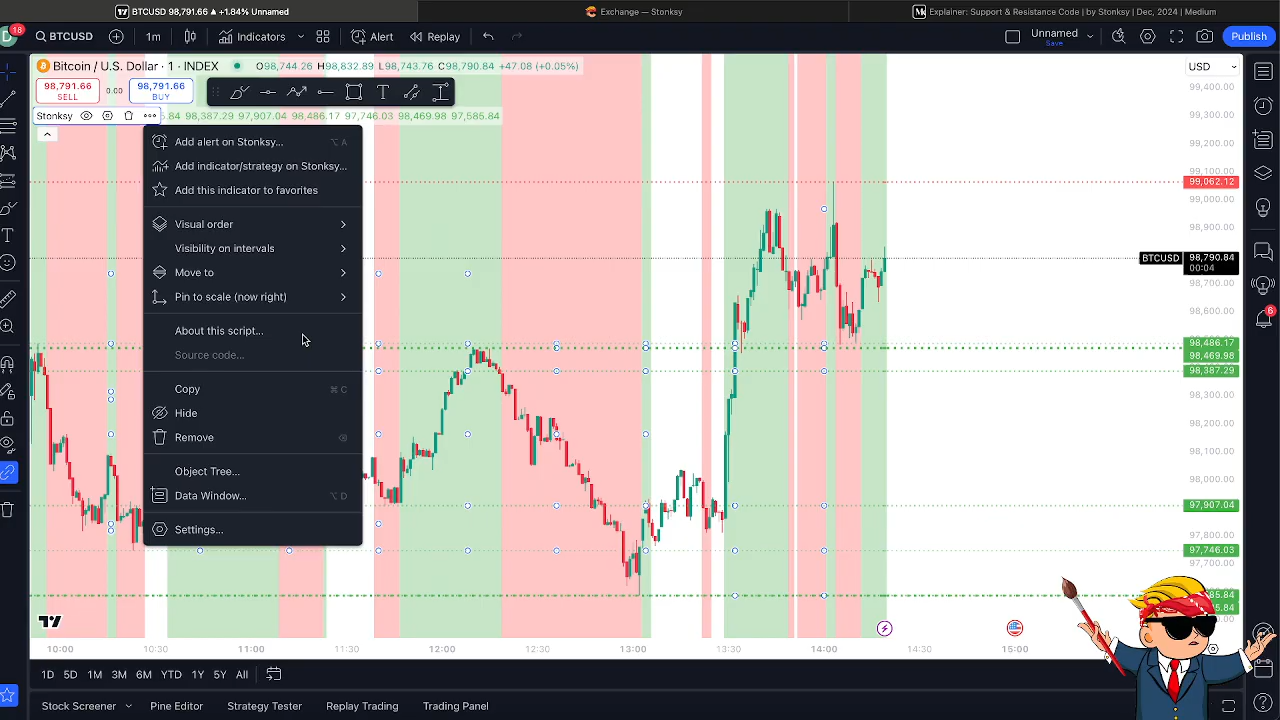 BTCUSD 98,791.66 ▲ +1.84% Unnamed
Exchange — Stonksy
Explainer: Support & Resistance Code | by Stonksy | Dec, 2024 | Medium
D 18
BTCUSD
1m
Indicators
Alert
Replay
Unnamed
Save
Publish
Bitcoin / U.S. Dollar · 1 · INDEX
O98,744.26 H98,832.89 L98,743.76 C98,790.84 +47.08 (+0.05%)
USD
98,791.66
SELL
0.00
98,791.66
BUY
Stonksy
5.84 98,387.29 97,907.04 98,486.17 97,746.03 98,469.98 97,585.84
Add alert on Stonksy... ⌥ A
Add indicator/strategy on Stonksy...
Add this indicator to favorites
Visual order
Visibility on intervals
Move to
Pin to scale (now right)
About this script...
Source code...
Copy ⌘ C
Hide
Remove
Object Tree...
Data Window... ⌥ D
Settings...
99,400.00
99,300.00
99,200.00
99,100.00
99,062.12
99,000.00
98,900.00
BTCUSD 98,790.84
00:04
98,700.00
98,600.00
98,486.17
98,469.98
98,387.29
98,200.00
98,100.00
98,000.00
97,907.04
97,800.00
97,746.03
97,700.00
85.84
5.84
6
10:00 10:30 11:00 11:30 12:00 12:30 13:00 13:30 14:00 14:30 15:00
1D 5D 1M 3M 6M YTD 1Y 5Y All
Stock Screener Pine Editor Strategy Tester Replay Trading Trading Panel